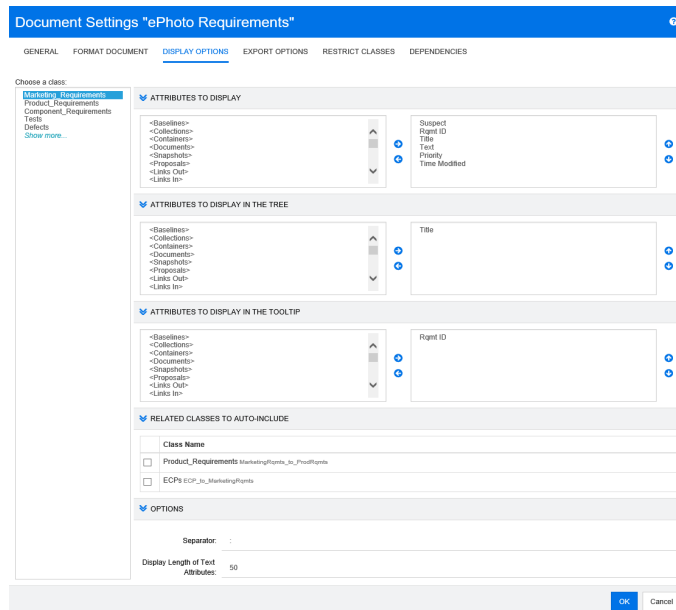 Document Settings "ePhoto Requirements"
?
GENERAL FORMAT DOCUMENT DISPLAY OPTIONS EXPORT OPTIONS RESTRICT CLASSES DEPENDENCIES
Choose a class:
Marketing_Requirements
Product_Requirements
Component_Requirements
Tests
Defects
Show more...
ATTRIBUTES TO DISPLAY
<Baselines>
<Collections>
<Containers>
<Documents>
<Snapshots>
<Proposals>
<Links Out>
<Links In>
Suspect
Rqmt ID
Title
Text
Priority
Time Modified
ATTRIBUTES TO DISPLAY IN THE TREE
<Baselines>
<Collections>
<Containers>
<Documents>
<Snapshots>
<Proposals>
<Links Out>
<Links In>
Title
ATTRIBUTES TO DISPLAY IN THE TOOLTIP
<Baselines>
<Collections>
<Containers>
<Documents>
<Snapshots>
<Proposals>
<Links Out>
<Links In>
Rqmt ID
RELATED CLASSES TO AUTO-INCLUDE
Class Name
Product_Requirements MarketingRqmts_to_ProdRqmts
ECPs ECP_to_MarketingRqmts
OPTIONS
Separator: :
Display Length of Text
Attributes: 50
OK Cancel